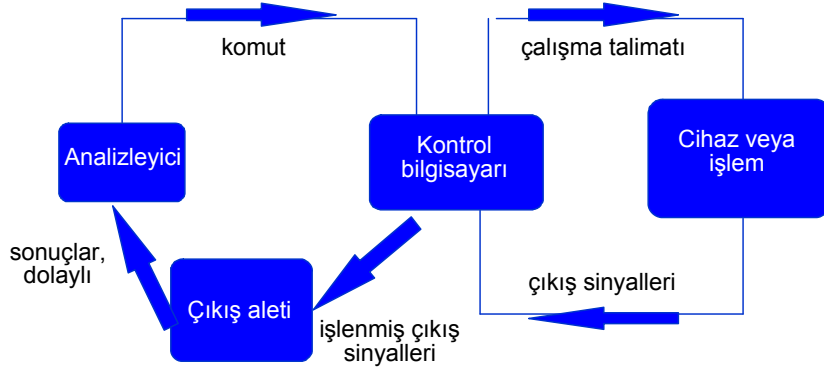 komut
çalışma talimatı
Analizleyici
Kontrol
bilgisayarı
Cihaz veya
işlem
sonuçlar,
dolaylı
Çıkış aleti
işlenmiş çıkış
sinyalleri
çıkış sinyalleri